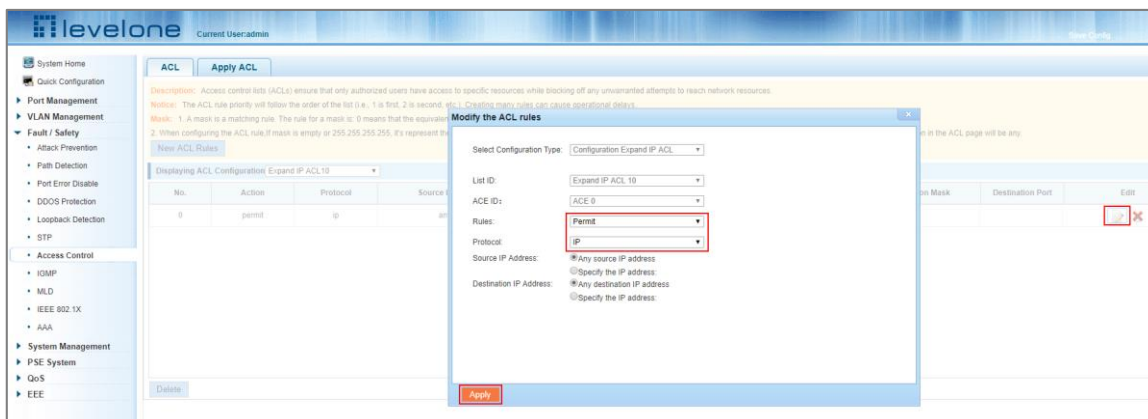 levelone
Current User:admin
Save Config
System Home
Quick Configuration
Port Management
VLAN Management
Fault / Safety
Attack Prevention
Path Detection
Port Error Disable
DDOS Protection
Loopback Detection
STP
Access Control
IGMP
MLD
IEEE 802.1X
AAA
System Management
PSE System
QoS
EEE
ACL
Apply ACL
Description: Access control lists (ACLs) ensure that only authorized users have access to specific resources while blocking off any unwarranted attempts to reach network resources.
Notice: The ACL rule priority will follow the order of the list (i.e., 1 is first, 2 is second, etc.). Creating many rules can cause operational delays.
Mask: 1. A mask is a matching rule. The rule for a mask is: 0 means that the equivalen
2. When configuring the ACL rule,If mask is empty or 255.255.255.255, it's represent the
n in the ACL page will be any.
New ACL Rules
Displaying ACL Configuration Expand IP ACL10
No. Action Protocol Source on Mask Destination Port Edit
0 permit ip an
Delete
Modify the ACL rules
Select Configuration Type: Configuration Expand IP ACL
List ID: Expand IP ACL 10
ACE ID: ACE 0
Rules: Permit
Protocol: IP
Source IP Address: Any source IP address
Specify the IP address:
Destination IP Address: Any destination IP address
Specify the IP address:
Apply